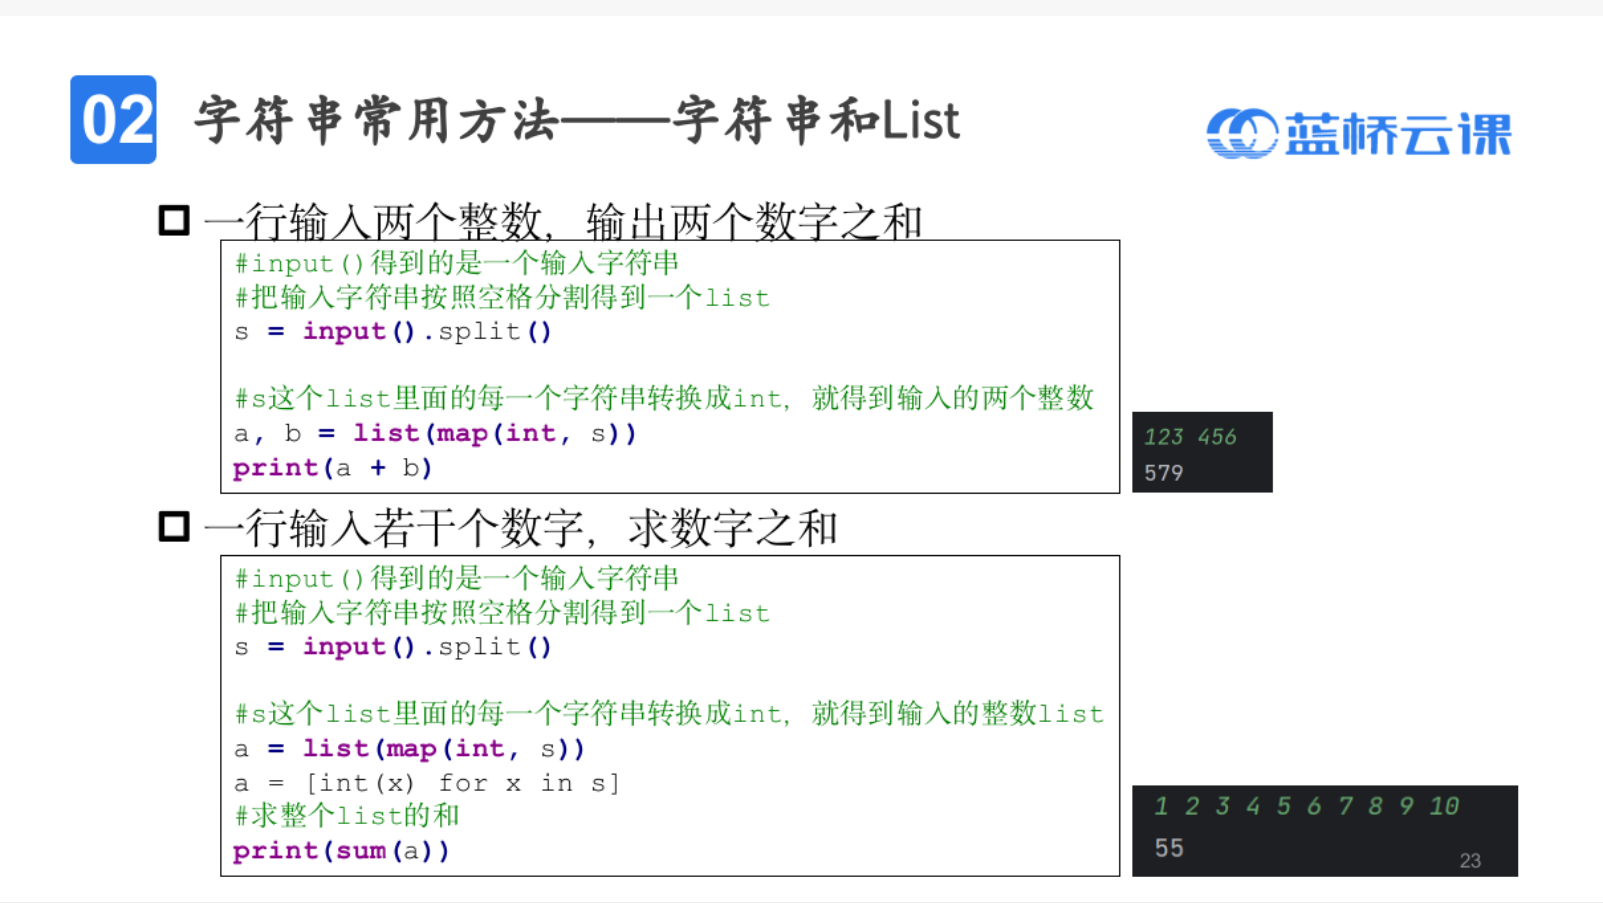 02 字符串常用方法——字符串和List
蓝桥云课
一行输入两个整数，输出两个数字之和
#input()得到的是一个输入字符串
#把输入字符串按照空格分割得到一个list
s = input().split()
#s这个list里面的每一个字符串转换成int，就得到输入的两个整数
a, b = list(map(int, s))
print(a + b)
123 456
579
一行输入若干个数字，求数字之和
#input()得到的是一个输入字符串
#把输入字符串按照空格分割得到一个list
s = input().split()
#s这个list里面的每一个字符串转换成int，就得到输入的整数list
a = list(map(int, s))
a = [int(x) for x in s]
#求整个list的和
print(sum(a))
1 2 3 4 5 6 7 8 9 10
55
23